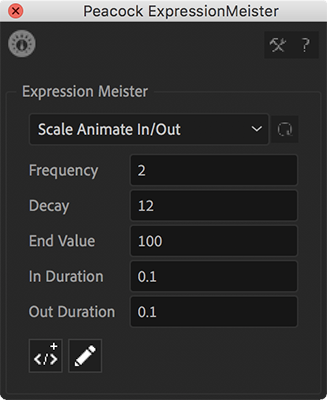 Peacock ExpressionMeister
?
Expression Meister
Scale Animate In/Out
Frequency 2
Decay 12
End Value 100
In Duration 0.1
Out Duration 0.1
</>+